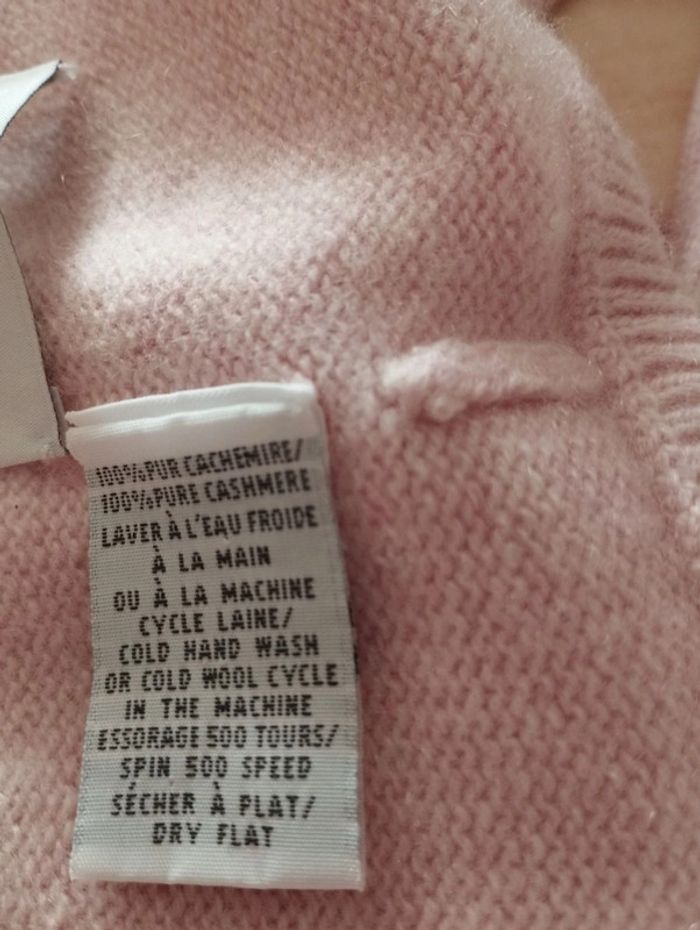 100%PUR CACHEMIRE/
100%PURE CASHMERE
LAVER À L'EAU FROIDE
À LA MAIN
OU À LA MACHINE
CYCLE LAINE/
COLD HAND WASH
OR COLD WOOL CYCLE
IN THE MACHINE
ESSORAGE 500 TOURS/
SPIN 500 SPEED
SÉCHER À PLAT/
DRY FLAT